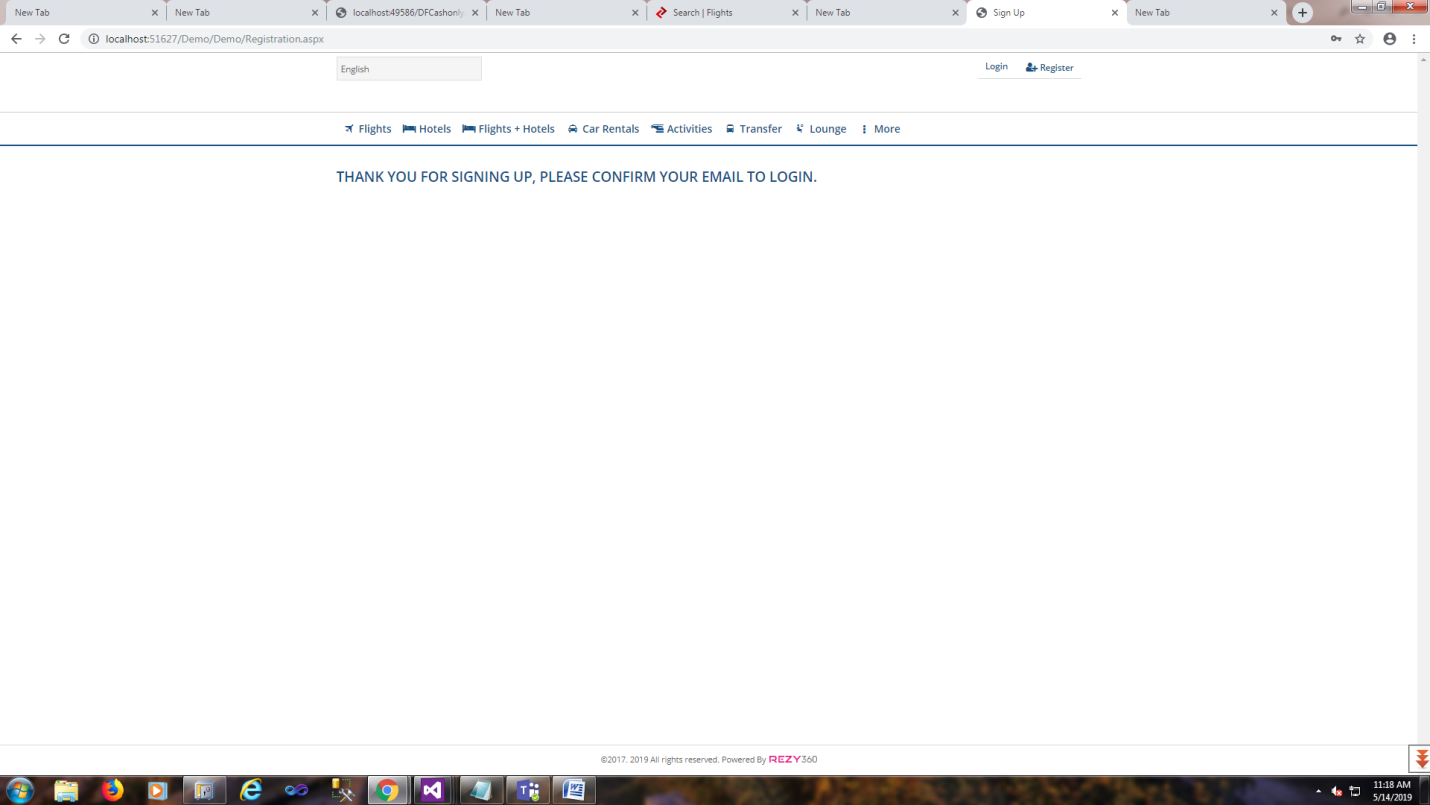 New Tab
New Tab
localhost:49586/DFCashonly
New Tab
Search | Flights
New Tab
Sign Up
New Tab
localhost:51627/Demo/Demo/Registration.aspx
English
Login
Register
Flights
Hotels
Flights + Hotels
Car Rentals
Activities
Transfer
Lounge
More
THANK YOU FOR SIGNING UP, PLEASE CONFIRM YOUR EMAIL TO LOGIN.
©2017. 2019 All rights reserved. Powered By REZY360
11:18 AM
5/14/2019